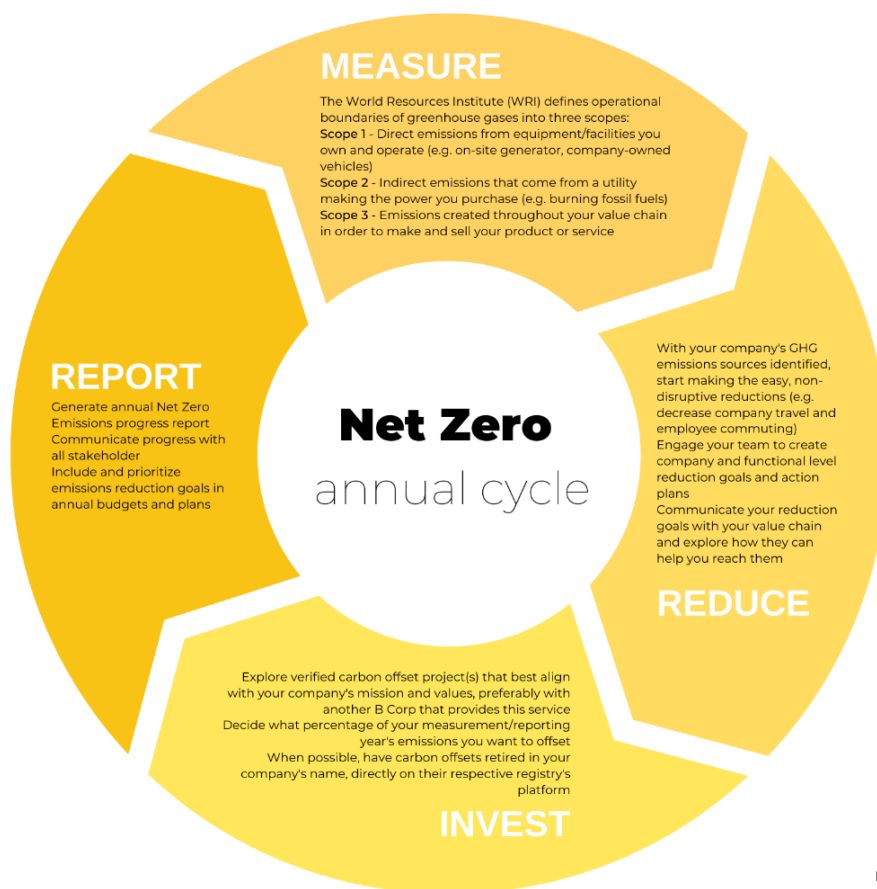 MEASURE
The World Resources Institute (WRI) defines operational
boundaries of greenhouse gases into three scopes:
Scope 1 - Direct emissions from equipment/facilities you
own and operate (e.g. on-site generator, company-owned
vehicles)
Scope 2 - Indirect emissions that come from a utility
making the power you purchase (e.g. burning fossil fuels)
Scope 3 - Emissions created throughout your value chain
in order to make and sell your product or service
With your company's GHG
emissions sources identified,
start making the easy, non-
disruptive reductions (e.g.
decrease company travel and
employee commuting)
Engage your team to create
company and functional level
reduction goals and action
plans
Communicate your reduction
goals with your value chain
and explore how they can
help you reach them
REDUCE
Explore verified carbon offset project(s) that best align
with your company's mission and values, preferably with
another B Corp that provides this service
Decide what percentage of your measurement/reporting
year's emissions you want to offset
When possible, have carbon offsets retired in your
company's name, directly on their respective registry's
platform
INVEST
REPORT
Generate annual Net Zero
Emissions progress report
Communicate progress with
all stakeholder
Include and prioritize
emissions reduction goals in
annual budgets and plans
Net Zero
annual cycle